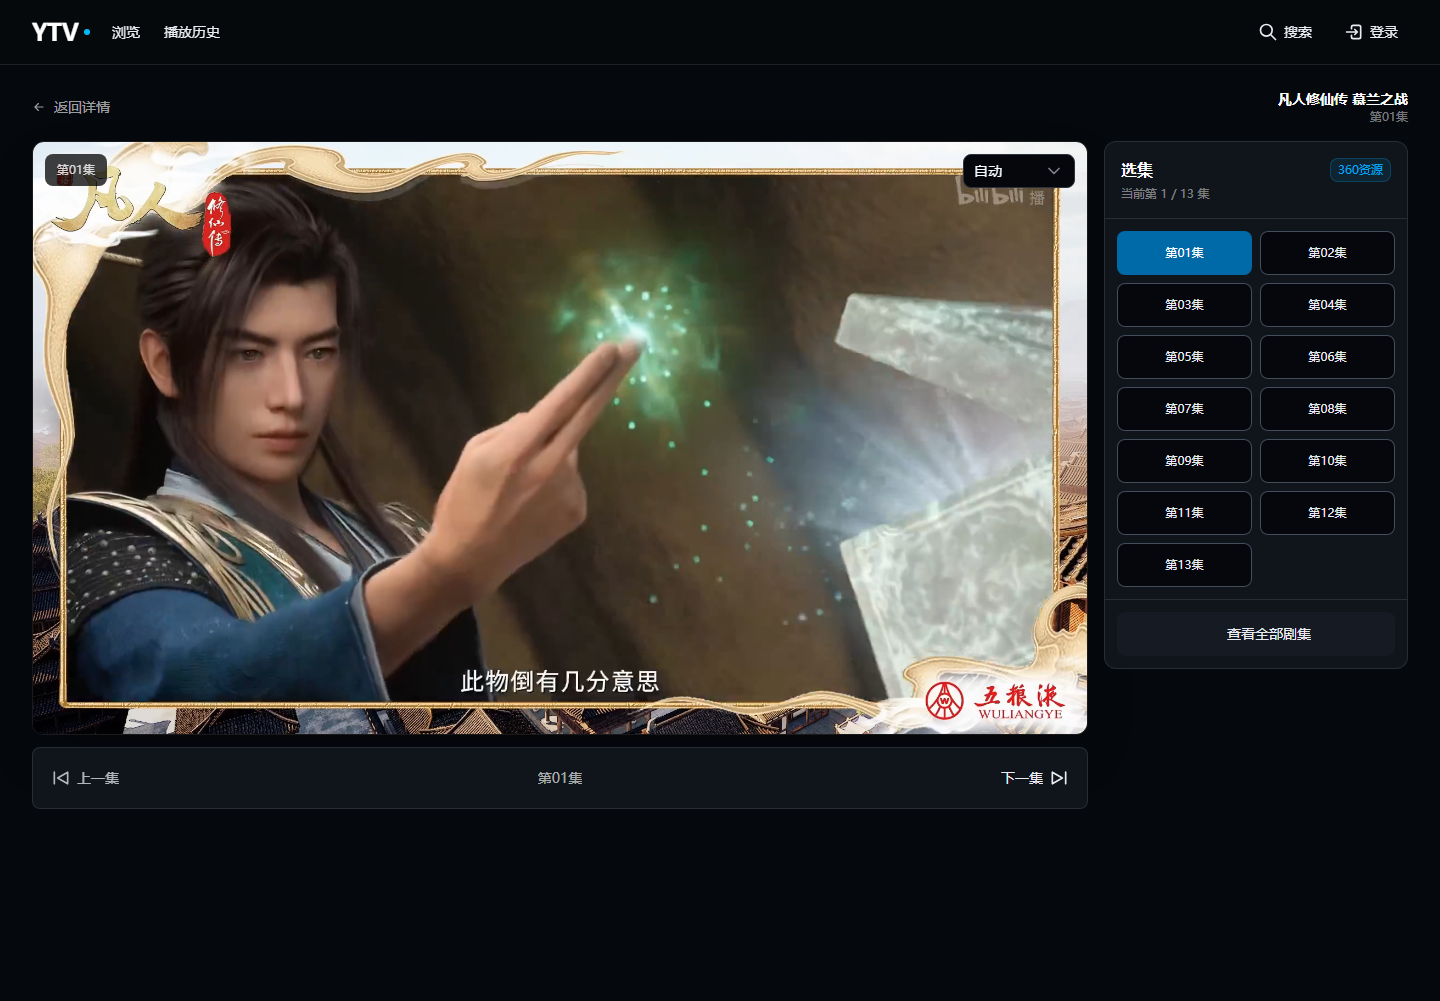 YTV
浏览
播放历史
搜索
登录
返回详情
凡人修仙传 慕兰之战
第01集
第01集
自动
凡人
修仙传
bilibili 播
此物倒有几分意思
五粮液
WULIANGYE
选集
360资源
当前第 1 / 13 集
第01集
第02集
第03集
第04集
第05集
第06集
第07集
第08集
第09集
第10集
第11集
第12集
第13集
查看全部剧集
上一集
第01集
下一集